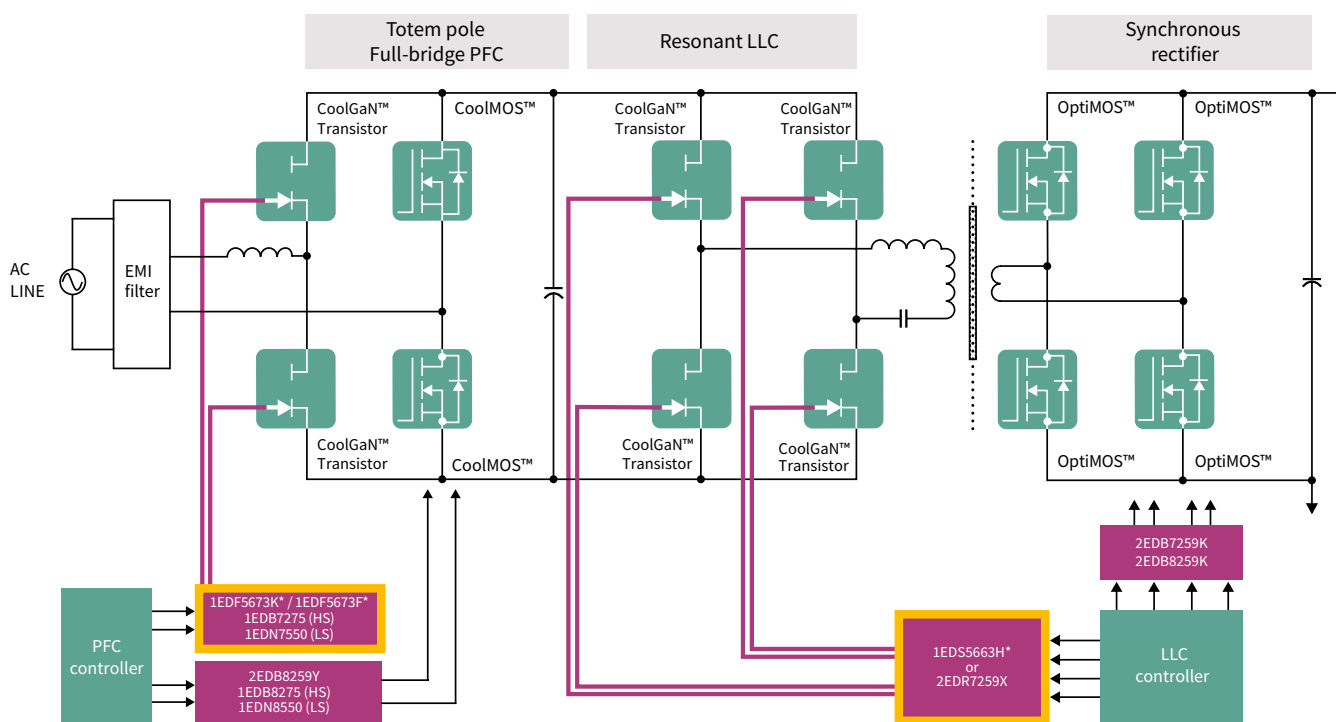 Totem pole
Full-bridge PFC
Resonant LLC
Synchronous
rectifier
CoolGaN™
Transistor
CoolMOS™
CoolGaN™
Transistor
CoolGaN™
Transistor
OptiMOS™
OptiMOS™
AC
LINE
EMI
filter
CoolGaN™
Transistor
CoolMOS™
CoolGaN™
Transistor
CoolGaN™
Transistor
OptiMOS™
OptiMOS™
2EDB7259K
2EDB8259K
PFC
controller
1EDF5673K* / 1EDF5673F*
1EDB7275 (HS)
1EDN7550 (LS)
2EDB8259Y
1EDB8275 (HS)
1EDN8550 (LS)
1EDS5663H*
or
2EDR7259X
LLC
controller